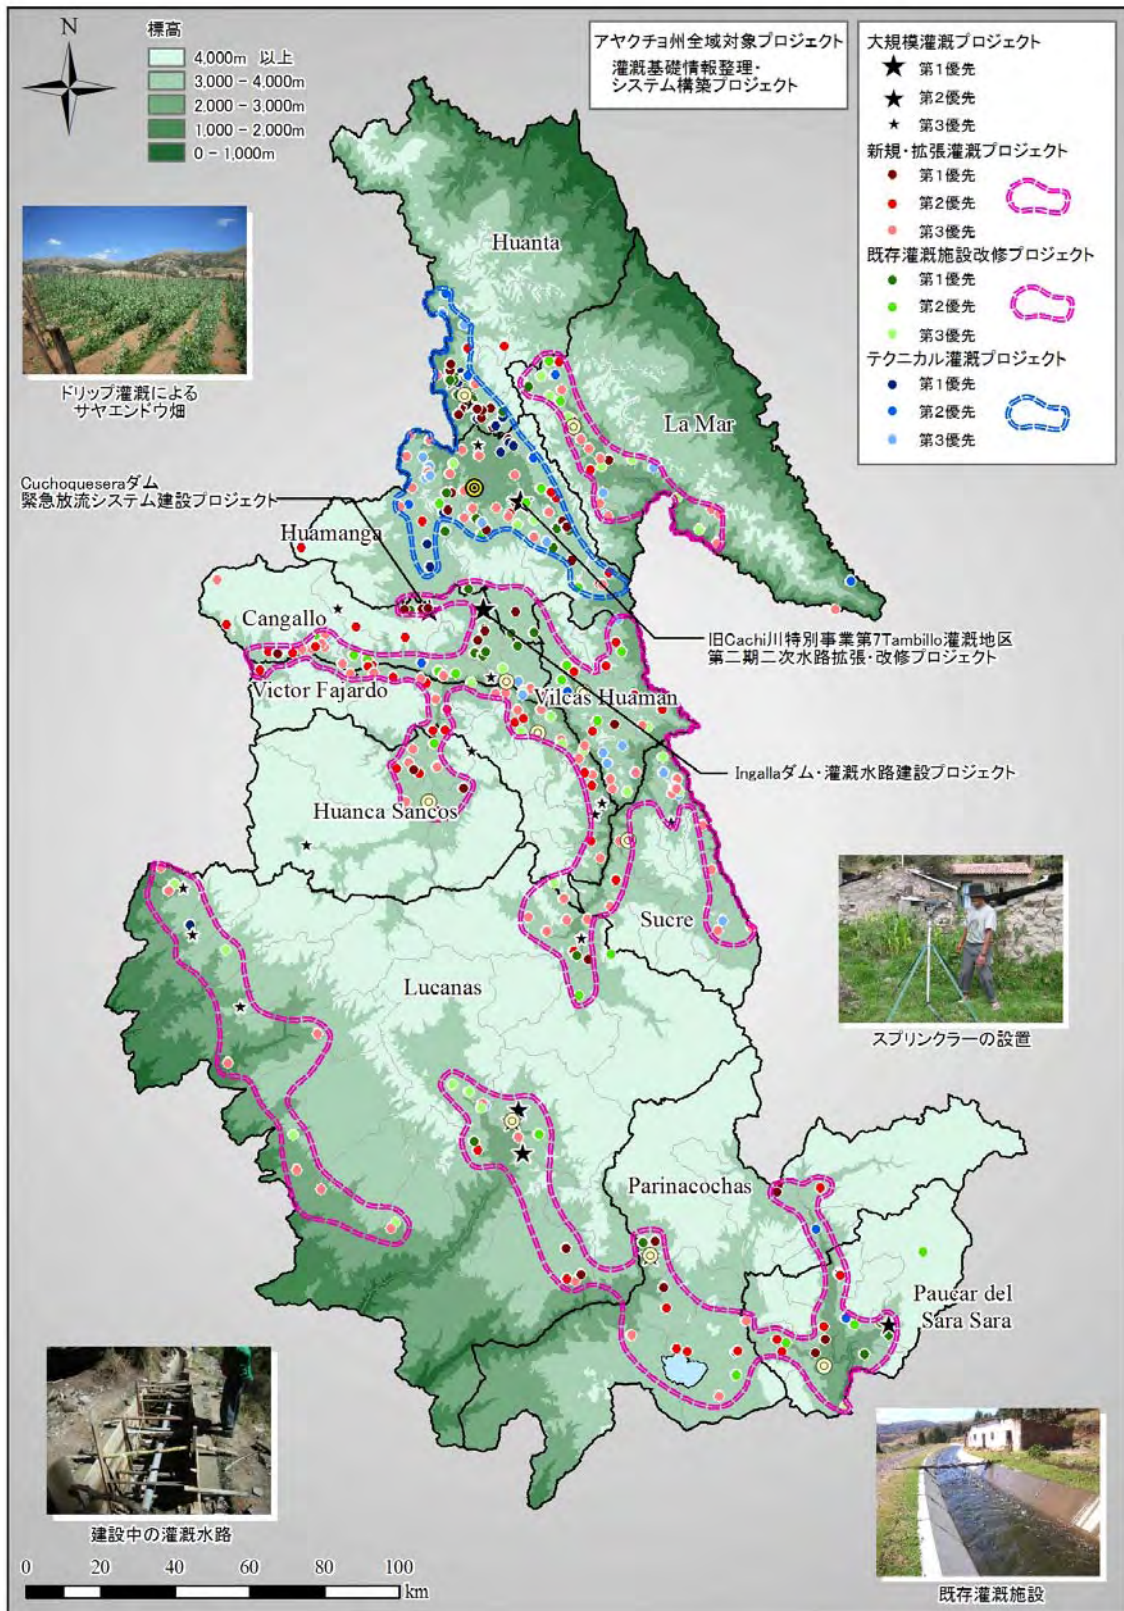 N
標高
4,000m 以上
3,000 - 4,000m
2,000 - 3,000m
1,000 - 2,000m
0 - 1,000m
アヤクチョ州全域対象プロジェクト
灌漑基礎情報整理・
システム構築プロジェクト
大規模灌漑プロジェクト
第1優先
第2優先
第3優先
新規・拡張灌漑プロジェクト
第1優先
第2優先
第3優先
既存灌漑施設改修プロジェクト
第1優先
第2優先
第3優先
テクニカル灌漑プロジェクト
第1優先
第2優先
第3優先
ドリップ灌漑による
サヤエンドウ畑
Huanta
La Mar
Cuchoqueseraダム
緊急放流システム建設プロジェクト
Huamanga
Cangallo
旧Cachi川特別事業第7Tambillo灌漑地区
第二期二次水路拡張・改修プロジェクト
Victor Fajardo
Vilcas Huaman
Ingallaダム・灌漑水路建設プロジェクト
Huanca Sancos
Sucre
Lucanas
スプリンクラーの設置
Parinacochas
Paucar del
Sara Sara
建設中の灌漑水路
既存灌漑施設
0 20 40 60 80 100
km